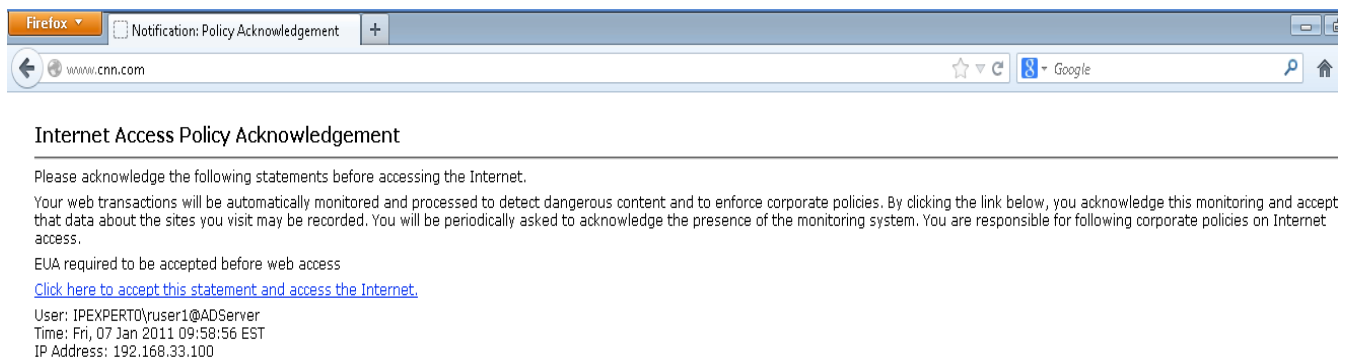 Firefox
Notification: Policy Acknowledgement
+
www.cnn.com
Google
Internet Access Policy Acknowledgement
Please acknowledge the following statements before accessing the Internet.
Your web transactions will be automatically monitored and processed to detect dangerous content and to enforce corporate policies. By clicking the link below, you acknowledge this monitoring and accept
that data about the sites you visit may be recorded. You will be periodically asked to acknowledge the presence of the monitoring system. You are responsible for following corporate policies on Internet
access.
EUA required to be accepted before web access
Click here to accept this statement and access the Internet.
User: IPEXPERT0\ruser1@ADServer
Time: Fri, 07 Jan 2011 09:58:56 EST
IP Address: 192.168.33.100